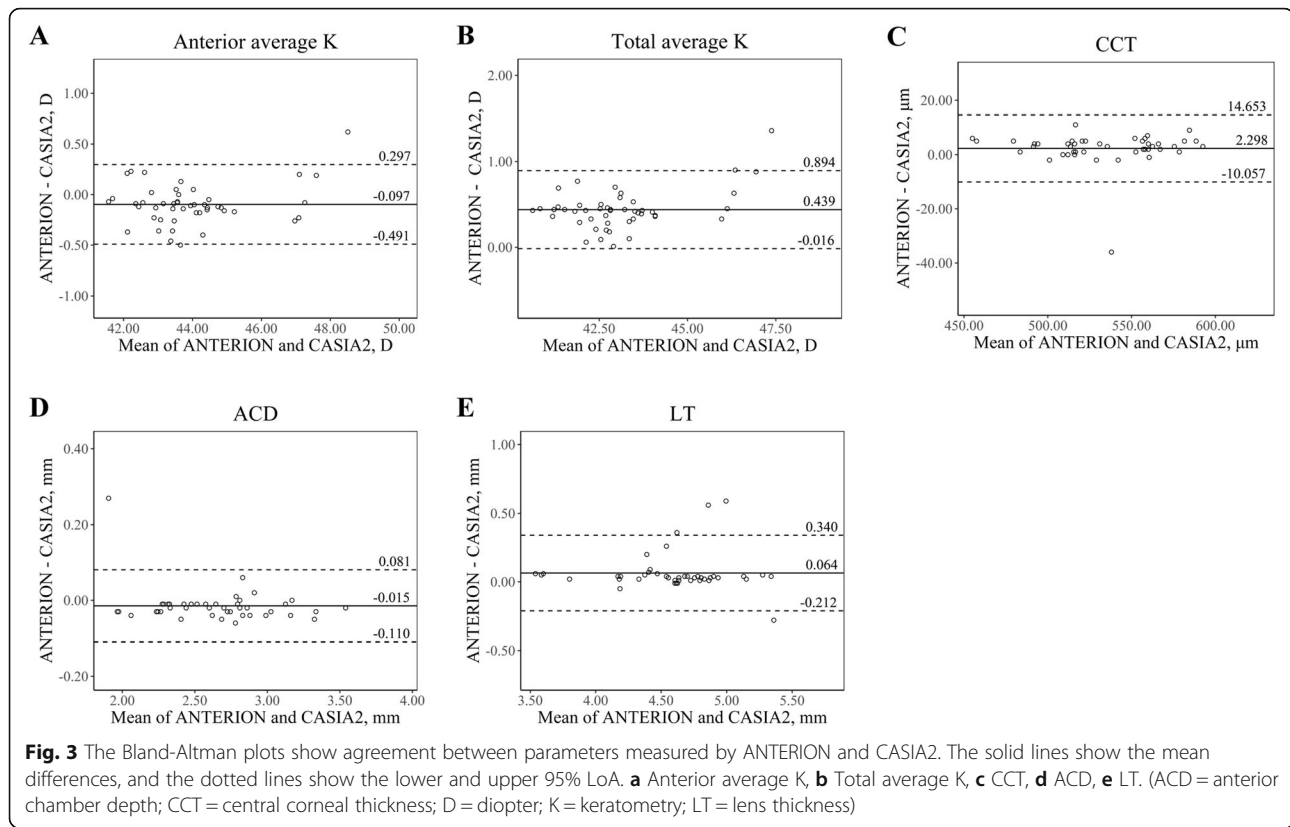 A
Anterior average K
ANTERION - CASIA2, D
1.00
0.50
0.00
-0.50
-1.00
0.297
-0.097
-0.491
42.00 44.00 46.00 48.00 50.00
Mean of ANTERION and CASIA2, D
B
Total average K
ANTERION - CASIA2, D
2.00
1.00
0.00
0.894
0.439
-0.016
42.50 45.00 47.50
Mean of ANTERION and CASIA2, D
C
CCT
ANTERION - CASIA2, μm
20.00
0.00
-20.00
-40.00
14.653
2.298
-10.057
450.00 500.00 550.00 600.00
Mean of ANTERION and CASIA2, μm
D
ACD
ANTERION - CASIA2, mm
0.40
0.20
0.00
-0.20
0.081
-0.015
-0.110
2.00 3.00 4.00
Mean of ANTERION and CASIA2, mm
E
LT
ANTERION - CASIA2, mm
1.00
0.50
0.00
-0.50
0.340
0.064
-0.212
3.50 4.00 4.50 5.00 5.50
Mean of ANTERION and CASIA2, mm
Fig. 3 The Bland-Altman plots show agreement between parameters measured by ANTERION and CASIA2. The solid lines show the mean
differences, and the dotted lines show the lower and upper 95% LoA. a Anterior average K, b Total average K, c CCT, d ACD, e LT. (ACD = anterior
chamber depth; CCT = central corneal thickness; D = diopter; K = keratometry; LT = lens thickness)